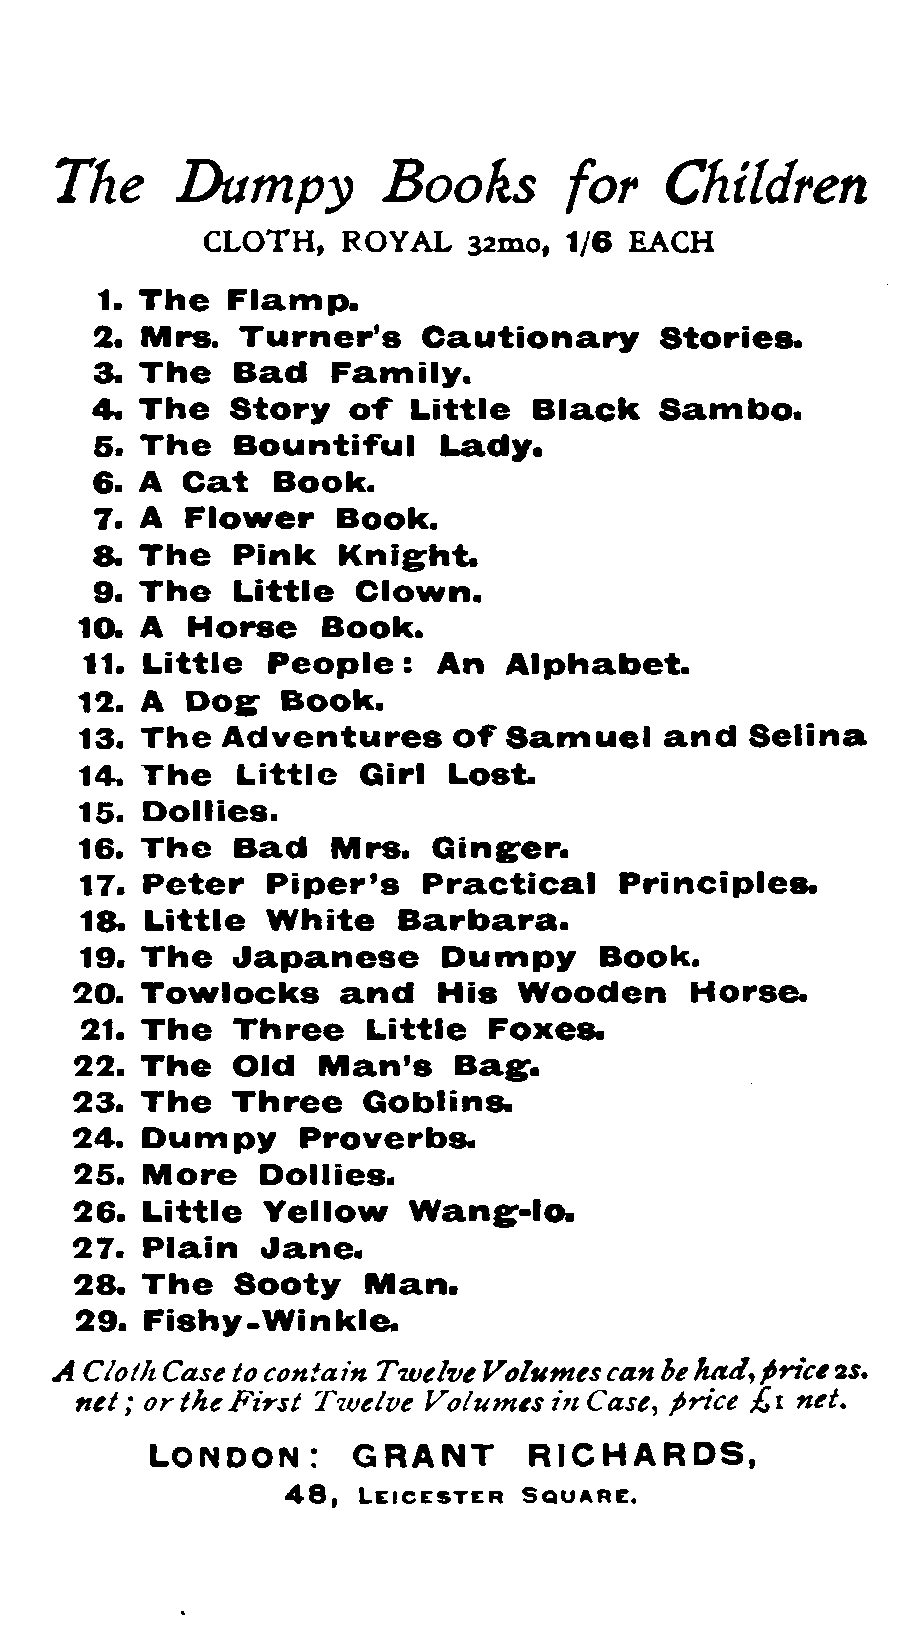 The Dumpy Books for Children
CLOTH, ROYAL 32mo, 1/6 EACH
1. The Flamp.
2. Mrs. Turner's Cautionary Stories.
3. The Bad Family.
4. The Story of Little Black Sambo.
5. The Bountiful Lady.
6. A Cat Book.
7. A Flower Book.
8. The Pink Knight.
9. The Little Clown.
10. A Horse Book.
11. Little People: An Alphabet.
12. A Dog Book.
13. The Adventures of Samuel and Selina
14. The Little Girl Lost.
15. Dollies.
16. The Bad Mrs. Ginger.
17. Peter Piper's Practical Principles.
18. Little White Barbara.
19. The Japanese Dumpy Book.
20. Towlocks and His Wooden Horse.
21. The Three Little Foxes.
22. The Old Man's Bag.
23. The Three Goblins.
24. Dumpy Proverbs.
25. More Dollies.
26. Little Yellow Wang-lo.
27. Plain Jane.
28. The Sooty Man.
29. Fishy-Winkle.
A Cloth Case to contain Twelve Volumes can be had, price 2s.
net; or the First Twelve Volumes in Case, price £1 net.
LONDON: GRANT RICHARDS,
48, LEICESTER SQUARE.